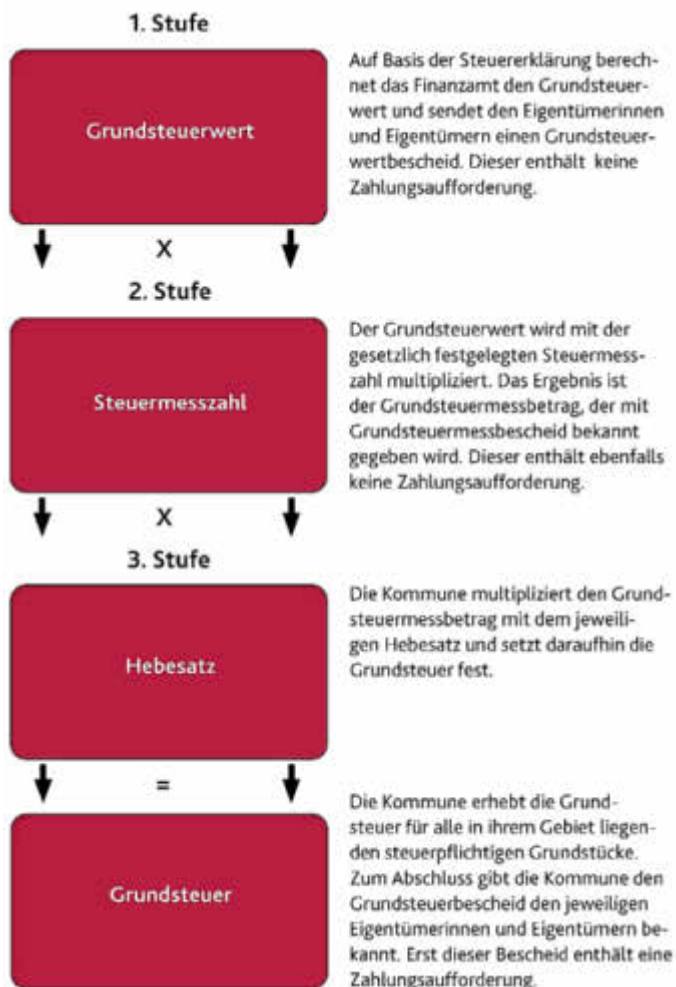 1. Stufe
Grundsteuerwert
Auf Basis der Steuererklärung berech-
net das Finanzamt den Grundsteuer-
wert und sendet den Eigentümerinnen
und Eigentümern einen Grundsteuer-
wertbescheid. Dieser enthält keine
Zahlungsaufforderung.
X
2. Stufe
Steuermesszahl
Der Grundsteuerwert wird mit der
gesetzlich festgelegten Steuermess-
zahl multipliziert. Das Ergebnis ist
der Grundsteuermessbetrag, der mit
Grundsteuermessbescheid bekannt
gegeben wird. Dieser enthält ebenfalls
keine Zahlungsaufforderung.
X
3. Stufe
Hebesatz
Die Kommune multipliziert den Grund-
steuermessbetrag mit dem jeweili-
gen Hebesatz und setzt daraufhin die
Grundsteuer fest.
=
Grundsteuer
Die Kommune erhebt die Grund-
steuer für alle in ihrem Gebiet liegen-
den steuerpflichtigen Grundstücke.
Zum Abschluss gibt die Kommune den
Grundsteuerbescheid den jeweiligen
Eigentümerinnen und Eigentümern be-
kannt. Erst dieser Bescheid enthält eine
Zahlungsaufforderung.